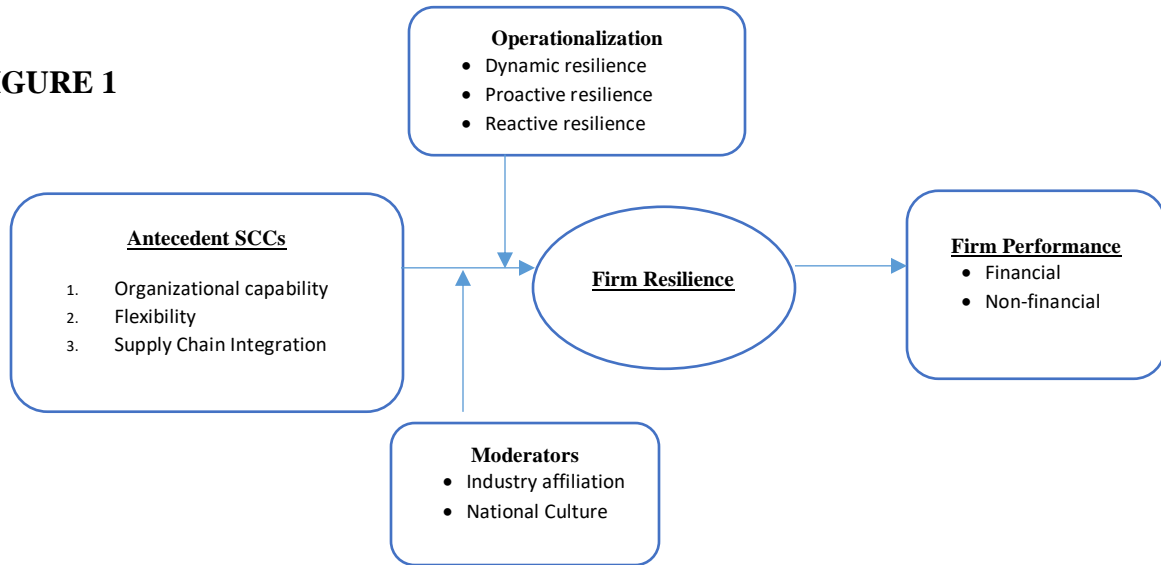 IGURE 1
Operationalization
• Dynamic resilience
• Proactive resilience
• Reactive resilience
Antecedent SCCs
1. Organizational capability
2. Flexibility
3. Supply Chain Integration
Firm Resilience
Firm Performance
• Financial
• Non-financial
Moderators
• Industry affiliation
• National Culture